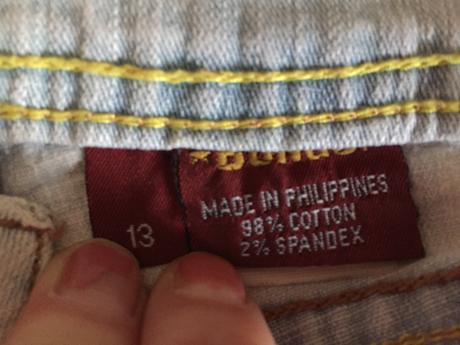 13
MADE IN PHILIPPINES
98% COTTON
2% SPANDEX